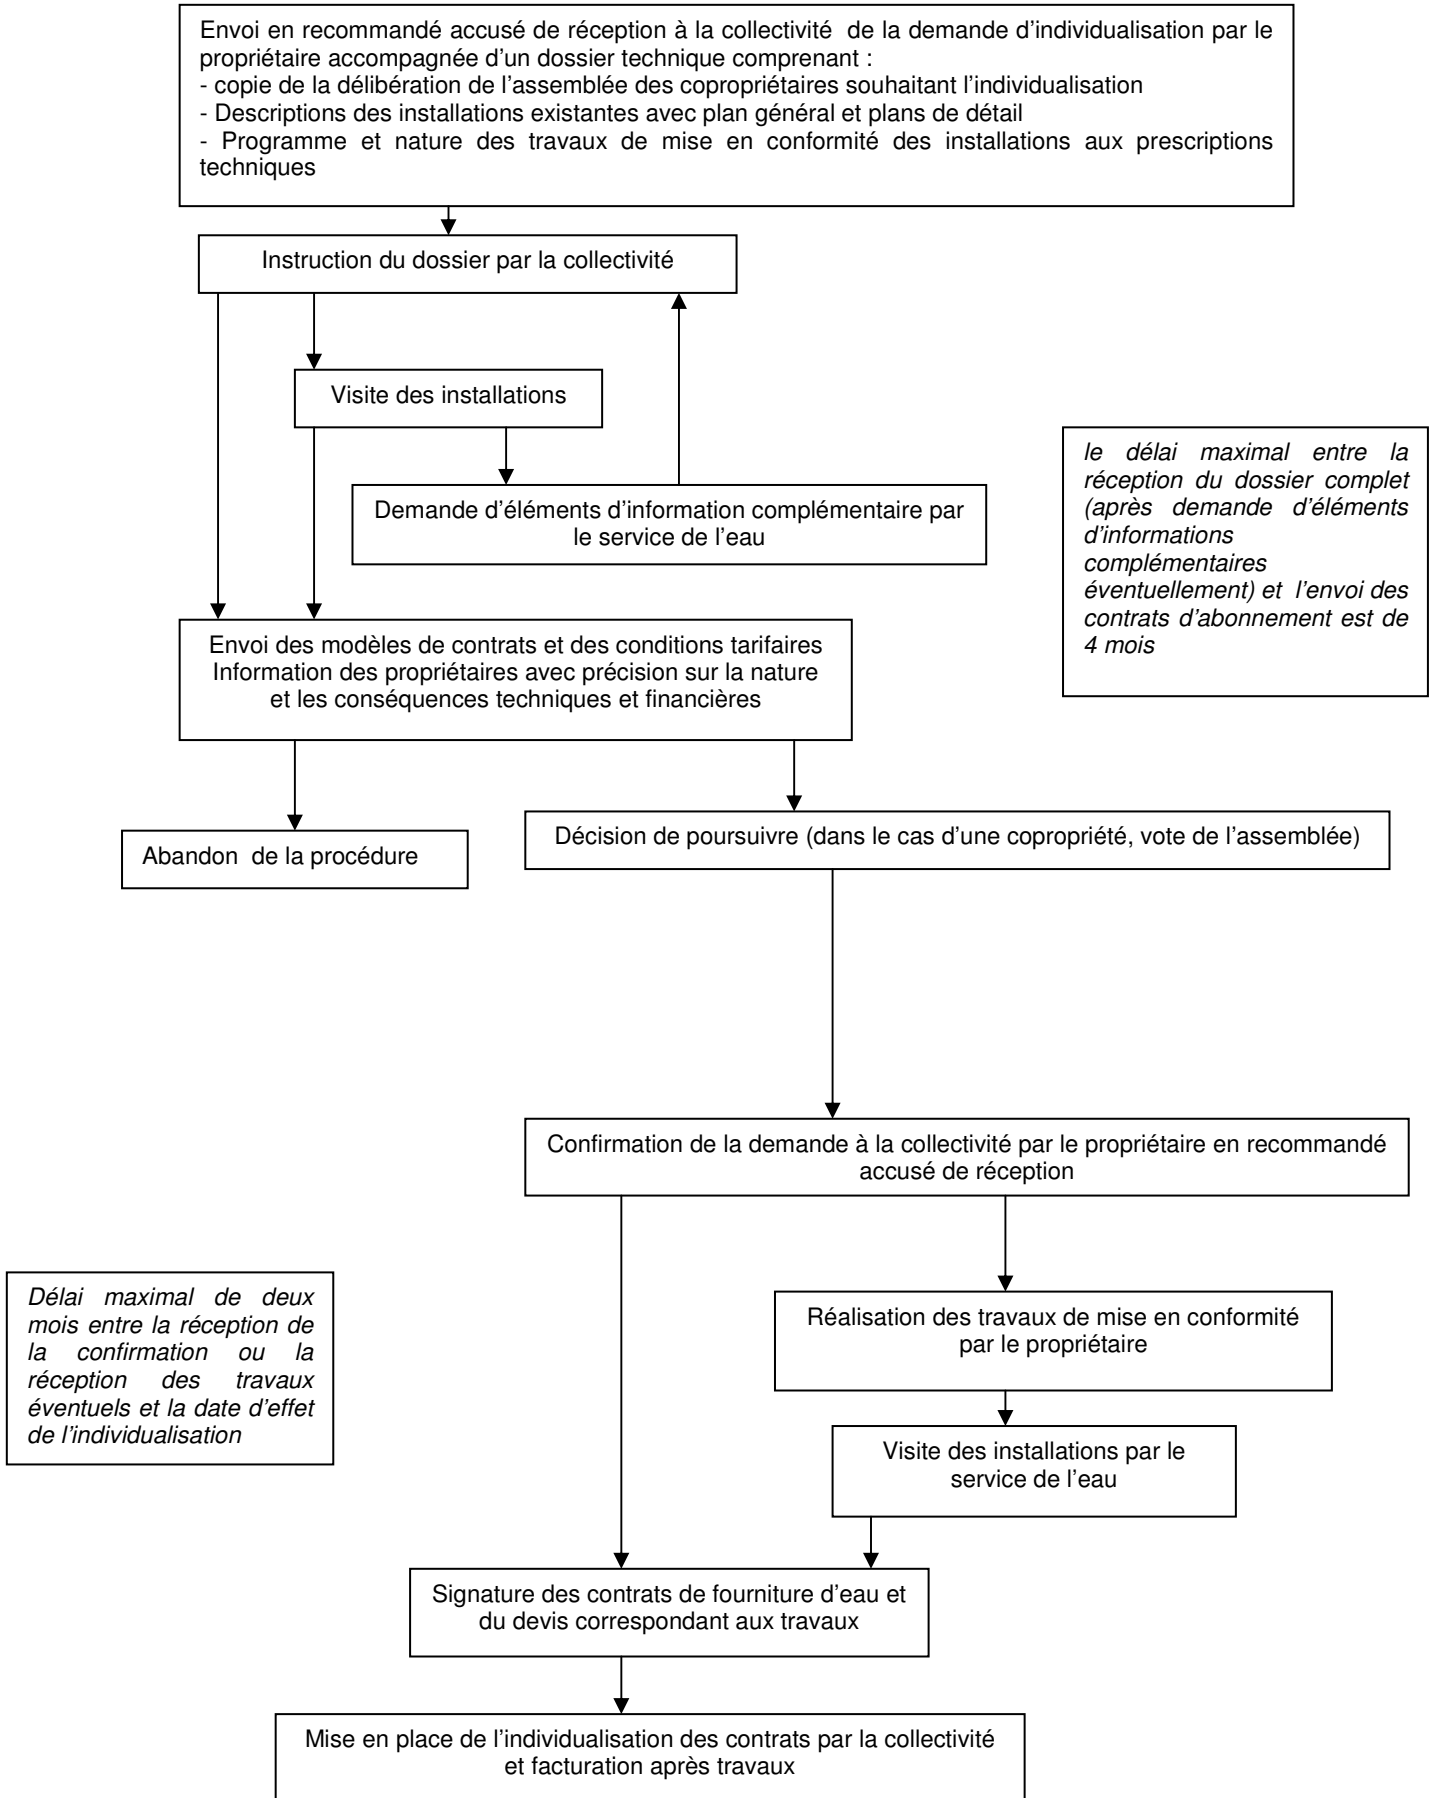 Envoi en recommandé accusé de réception à la collectivité de la demande d'individualisation par le
propriétaire accompagnée d'un dossier technique comprenant :
- copie de la délibération de l'assemblée des copropriétaires souhaitant l'individualisation
- Descriptions des installations existantes avec plan général et plans de détail
- Programme et nature des travaux de mise en conformité des installations aux prescriptions
techniques
Instruction du dossier par la collectivité
Visite des installations
Demande d'éléments d'information complémentaire par
le service de l'eau
le délai maximal entre la
réception du dossier complet
(après demande d'éléments
d'informations
complémentaires
éventuellement) et l'envoi des
contrats d'abonnement est de
4 mois
Envoi des modèles de contrats et des conditions tarifaires
Information des propriétaires avec précision sur la nature
et les conséquences techniques et financières
Abandon de la procédure
Décision de poursuivre (dans le cas d'une copropriété, vote de l'assemblée)
Confirmation de la demande à la collectivité par le propriétaire en recommandé
accusé de réception
Délai maximal de deux
mois entre la réception de
la confirmation ou la
réception des travaux
éventuels et la date d'effet
de l'individualisation
Réalisation des travaux de mise en conformité
par le propriétaire
Visite des installations par le
service de l'eau
Signature des contrats de fourniture d'eau et
du devis correspondant aux travaux
Mise en place de l'individualisation des contrats par la collectivité
et facturation après travaux